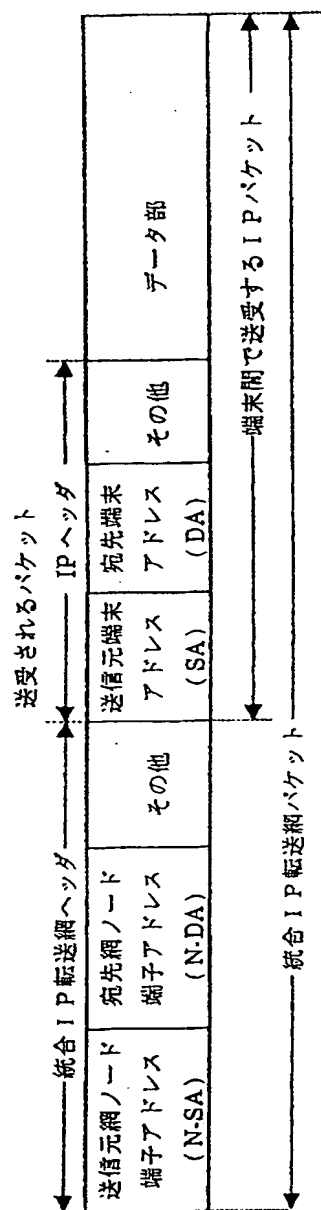 送受されるパケット
統合IP転送網ヘッダ
IPヘッダ
送信元網ノード
端子アドレス
(N-SA)
宛先網ノード
端子アドレス
(N-DA)
その他
送信元端末
アドレス
(SA)
宛先端末
アドレス
(DA)
その他
データ部
端末間で送受するIPパケット
統合IP転送網パケット